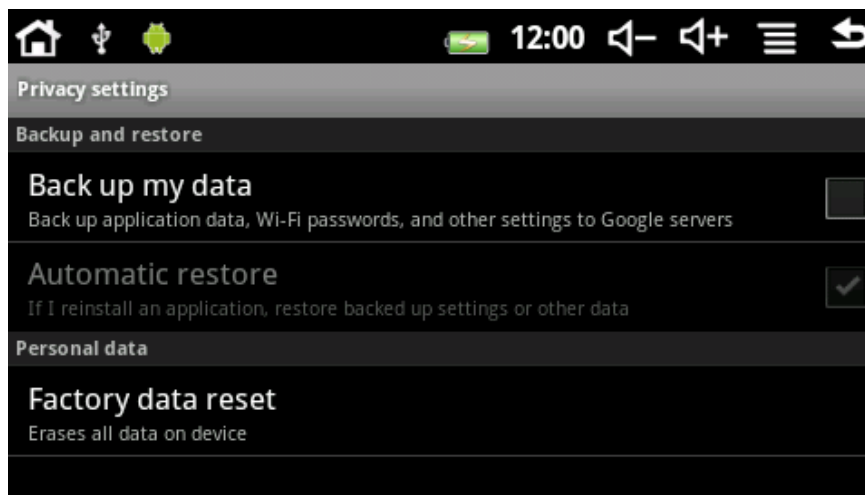 12:00
Privacy settings
Backup and restore
Back up my data
Back up application data, Wi-Fi passwords, and other settings to Google servers
Automatic restore
If I reinstall an application, restore backed up settings or other data
Personal data
Factory data reset
Erases all data on device